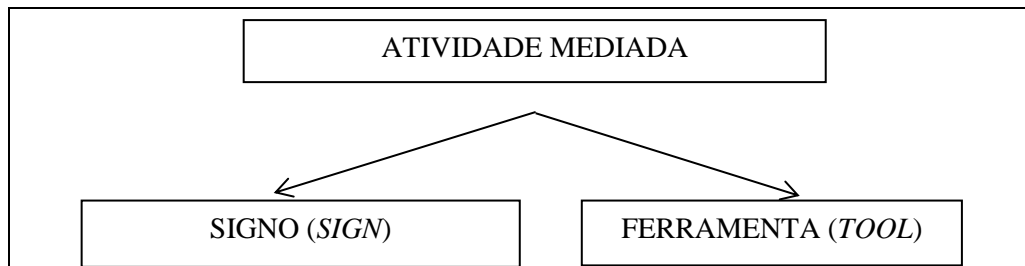 ATIVIDADE MEDIADA
SIGNO (SIGN)
FERRAMENTA (TOOL)